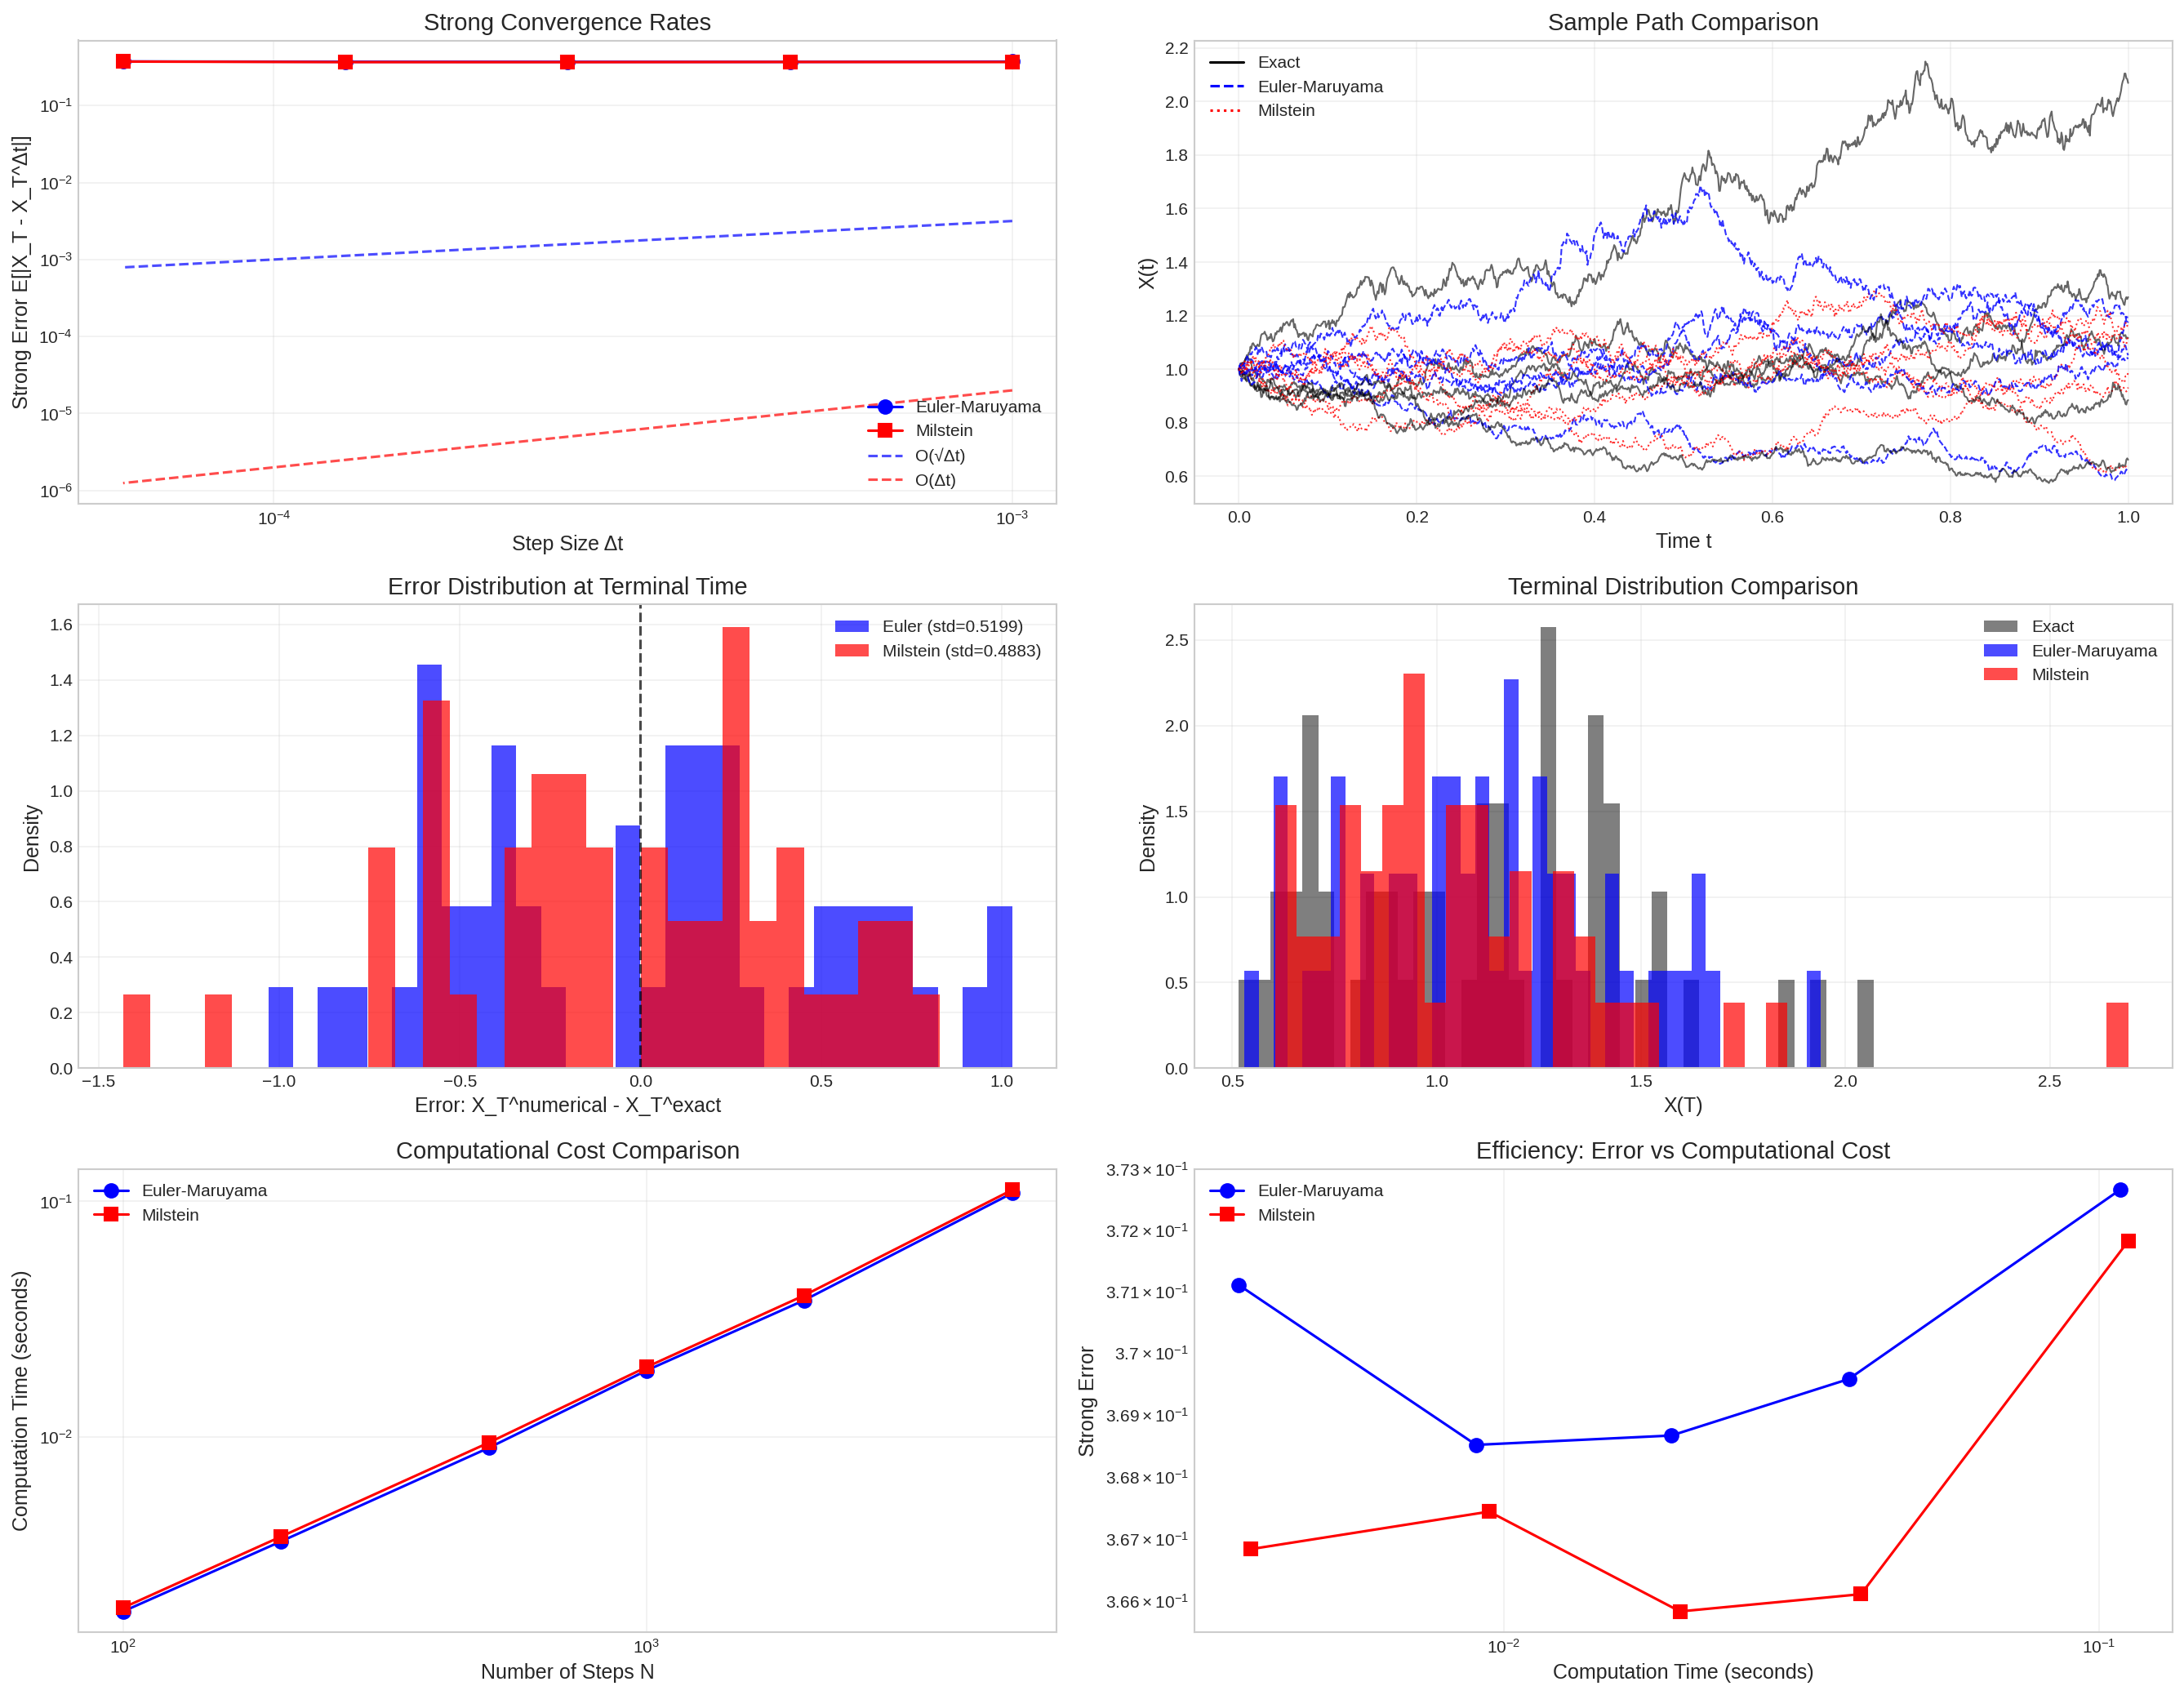 Strong Convergence Rates
Strong Error E[|X_T - X_T^Δt|]
10⁻¹
10⁻²
10⁻³
10⁻⁴
10⁻⁵
10⁻⁶
Euler-Maruyama
Milstein
O(√Δt)
O(Δt)
10⁻⁴ 10⁻³
Step Size Δt
Sample Path Comparison
X(t)
2.2
2.0
1.8
1.6
1.4
1.2
1.0
0.8
0.6
Exact
Euler-Maruyama
Milstein
0.0 0.2 0.4 0.6 0.8 1.0
Time t
Error Distribution at Terminal Time
Density
1.6
1.4
1.2
1.0
0.8
0.6
0.4
0.2
0.0
Euler (std=0.5199)
Milstein (std=0.4883)
−1.5 −1.0 −0.5 0.0 0.5 1.0
Error: X_T^numerical - X_T^exact
Terminal Distribution Comparison
Density
2.5
2.0
1.5
1.0
0.5
0.0
Exact
Euler-Maruyama
Milstein
0.5 1.0 1.5 2.0 2.5
X(T)
Computational Cost Comparison
Computation Time (seconds)
10⁻¹
10⁻²
Euler-Maruyama
Milstein
10² 10³
Number of Steps N
Efficiency: Error vs Computational Cost
Strong Error
3.73 × 10⁻¹
3.72 × 10⁻¹
3.71 × 10⁻¹
3.7 × 10⁻¹
3.69 × 10⁻¹
3.68 × 10⁻¹
3.67 × 10⁻¹
3.66 × 10⁻¹
Euler-Maruyama
Milstein
10⁻² 10⁻¹
Computation Time (seconds)